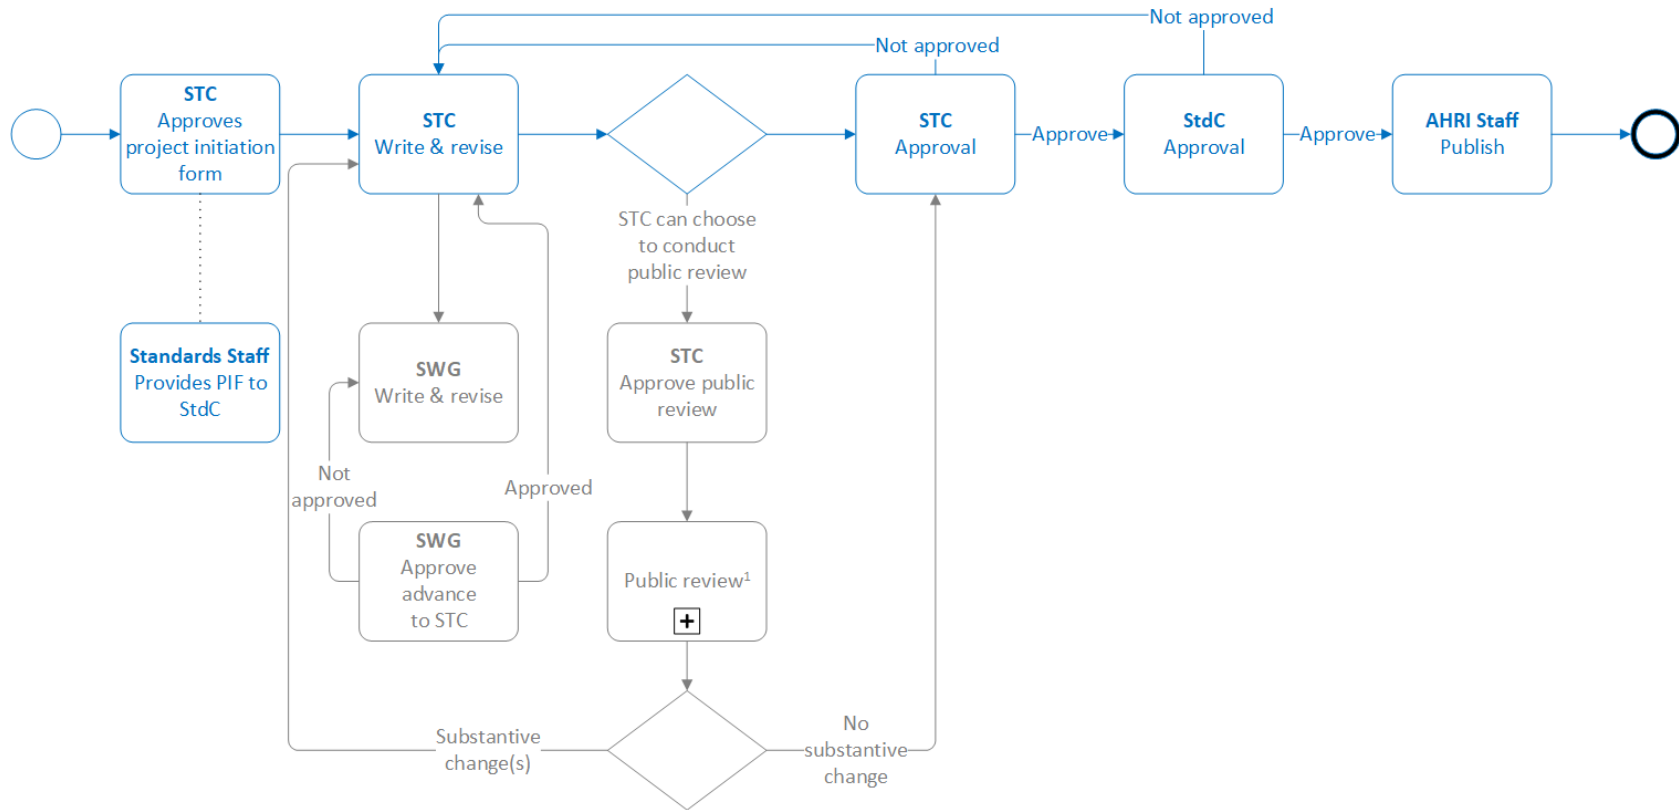 Not approved
Not approved
STC
Approves
project initiation
form
STC
Write & revise
STC
Approval
Approve
StdC
Approval
Approve
AHRI Staff
Publish
STC can choose
to conduct
public review
Standards Staff
Provides PIF to
StdC
SWG
Write & revise
STC
Approve public
review
Not
approved
Approved
SWG
Approve
advance
to STC
Public review¹
Substantive
change(s)
No
substantive
change